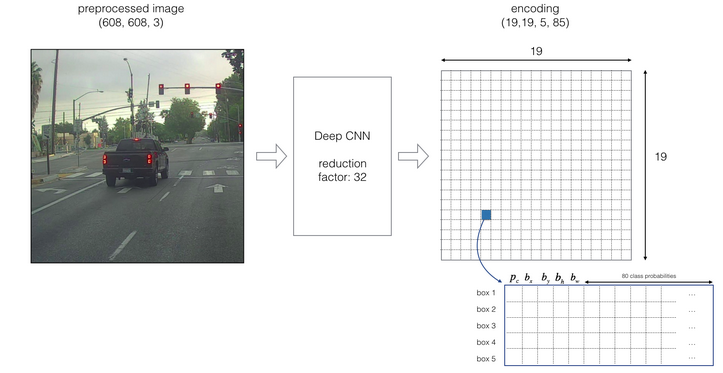 preprocessed image
(608, 608, 3)
encoding
(19,19, 5, 85)
19
Deep CNN
reduction
factor: 32
19
p_c b_x b_y b_h b_w
80 class probabilities
box 1 ...
box 2 ...
box 3 ...
box 4 ...
box 5 ...